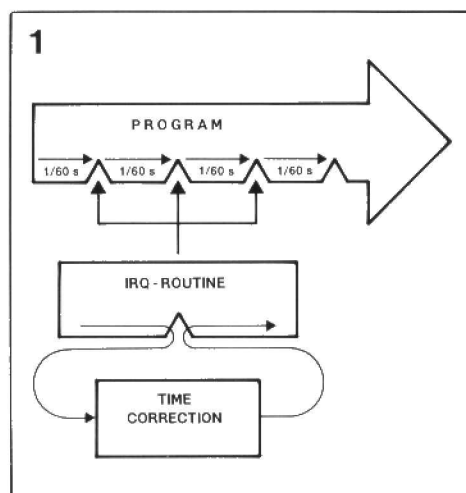 1
PROGRAM
1/60 s 1/60 s 1/60 s 1/60 s
IRQ-ROUTINE
TIME
CORRECTION